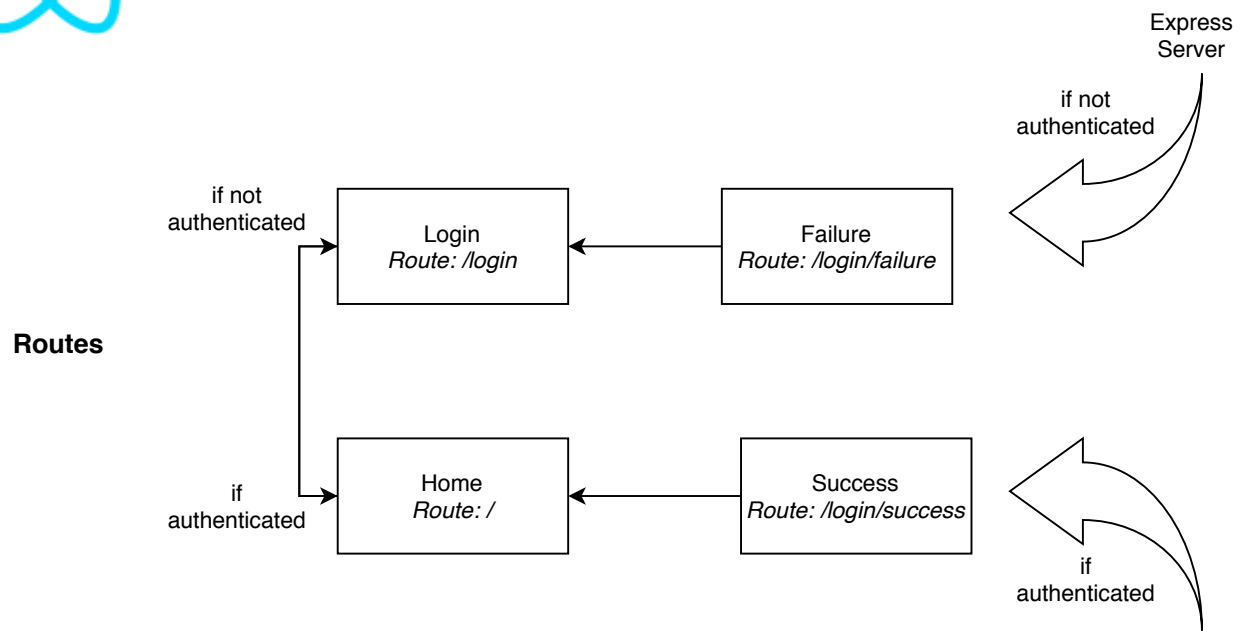 Express
Server
if not
authenticated
if not
authenticated
Login
Route: /login
Failure
Route: /login/failure
Routes
if
authenticated
Home
Route: /
Success
Route: /login/success
if
authenticated